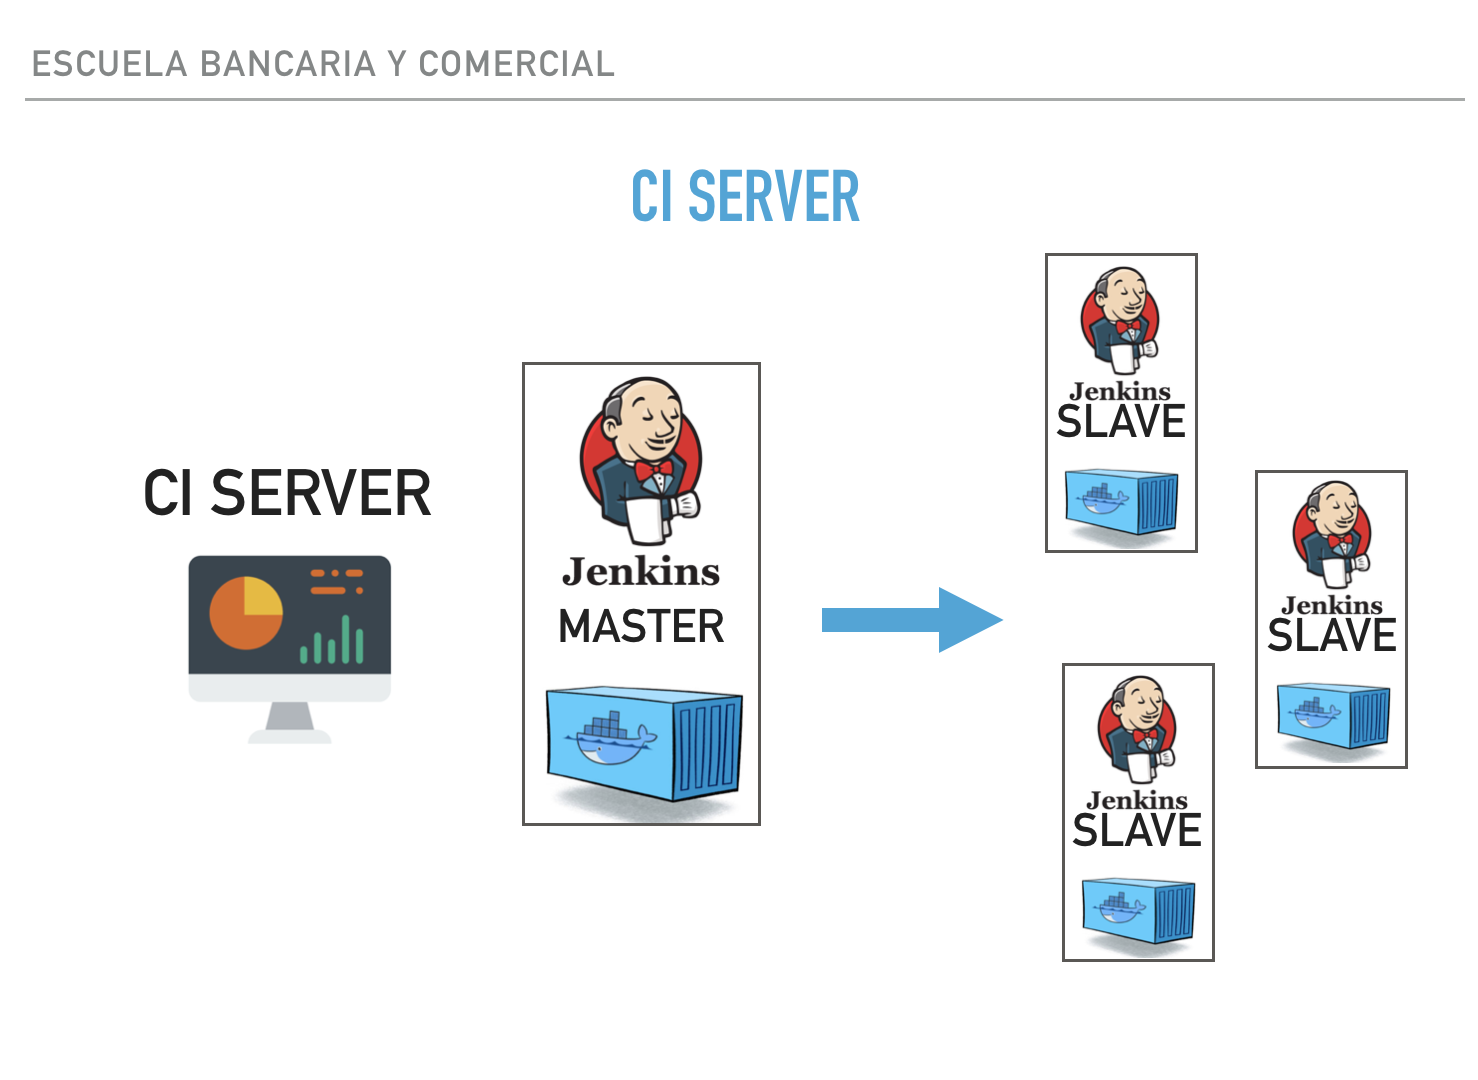 ESCUELA BANCARIA Y COMERCIAL
CI SERVER
CI SERVER
Jenkins
MASTER
Jenkins
SLAVE
Jenkins
SLAVE
Jenkins
SLAVE